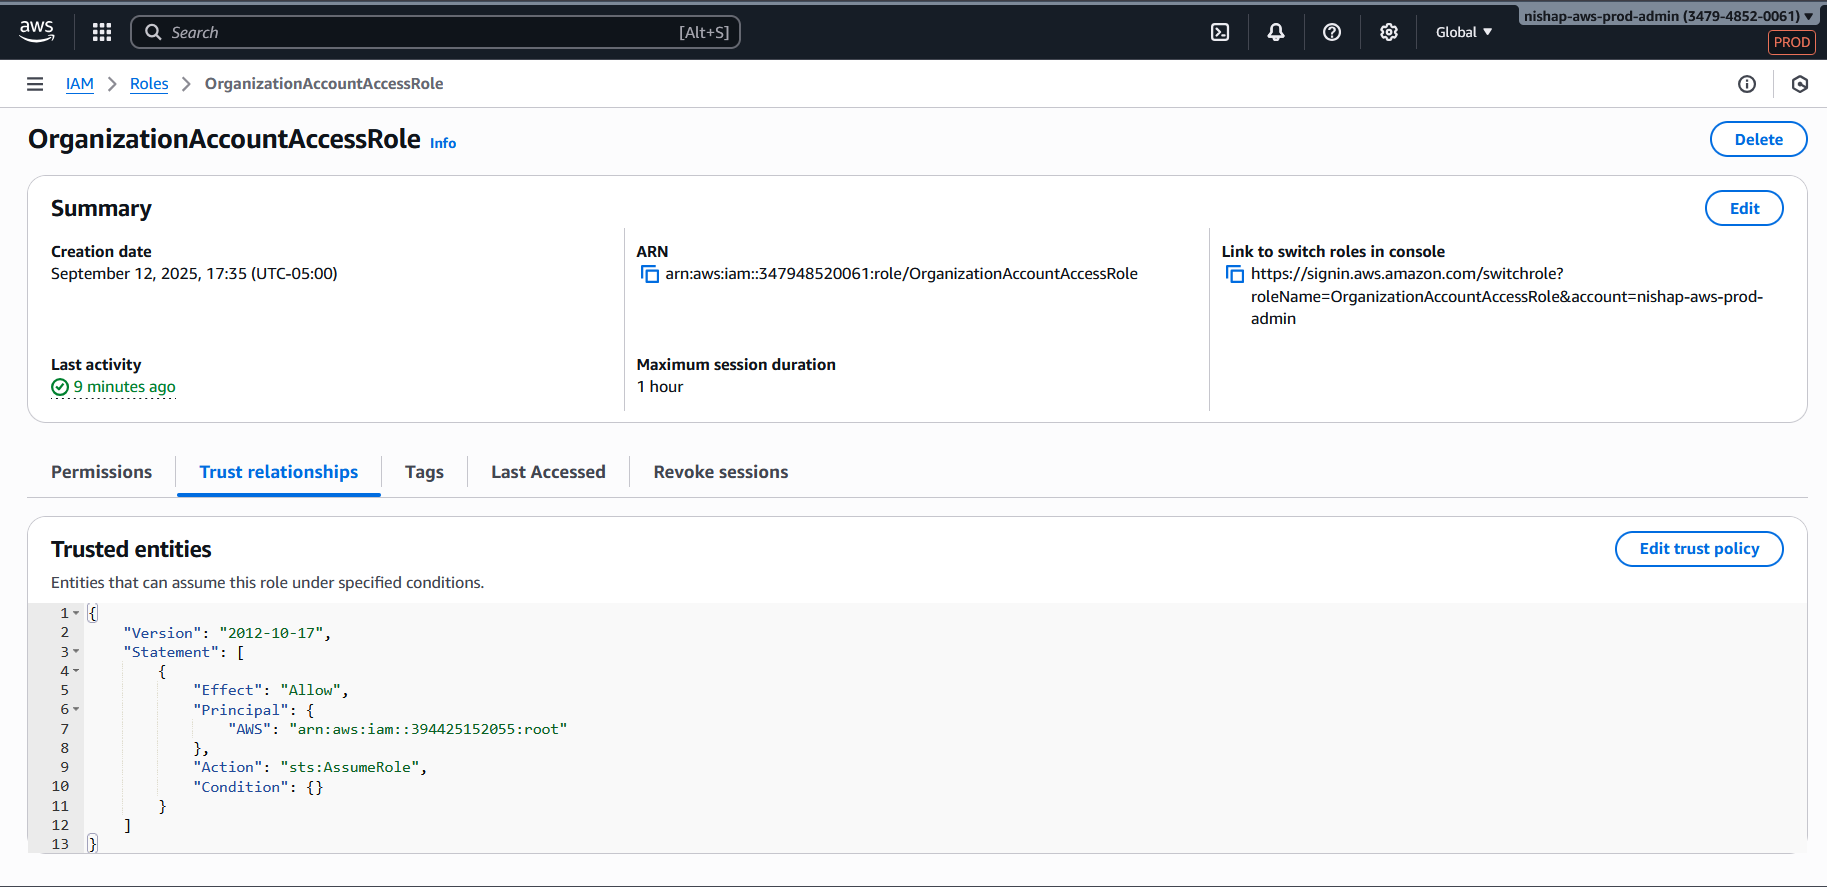 aws
Search [Alt+S]
Global
nishap-aws-prod-admin (3479-4852-0061)
PROD
IAM > Roles > OrganizationAccountAccessRole
OrganizationAccountAccessRole Info
Delete
Summary
Edit
Creation date
September 12, 2025, 17:35 (UTC-05:00)
ARN
arn:aws:iam::347948520061:role/OrganizationAccountAccessRole
Link to switch roles in console
https://signin.aws.amazon.com/switchrole?
roleName=OrganizationAccountAccessRole&account=nishap-aws-prod-
admin
Last activity
9 minutes ago
Maximum session duration
1 hour
Permissions
Trust relationships
Tags
Last Accessed
Revoke sessions
Trusted entities
Edit trust policy
Entities that can assume this role under specified conditions.
1 {
2     "Version": "2012-10-17",
3     "Statement": [
4         {
5             "Effect": "Allow",
6             "Principal": {
7                 "AWS": "arn:aws:iam::394425152055:root"
8             },
9             "Action": "sts:AssumeRole",
10             "Condition": {}
11         }
12     ]
13 }